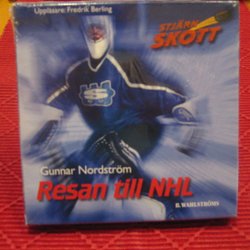 Uppläsare: Fredrik Berling
STJÄRN
SKOTT
Gunnar Nordström
Resan till NHL
B. WAHLSTRÖMS